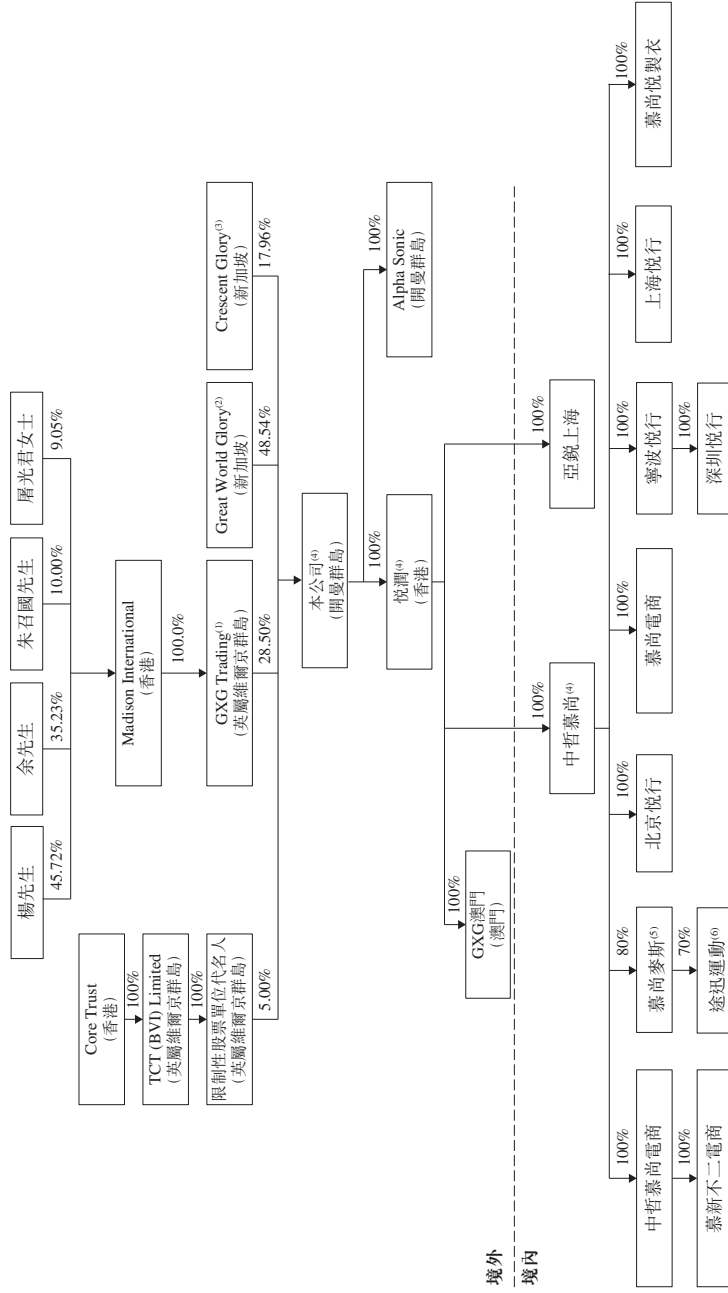 楊先生
余先生
朱召國先生
屠光君女士
45.72%
35.23%
10.00%
9.05%
Core Trust
(香港)
100%
Madison International
(香港)
TCT (BVI) Limited
(英屬維爾京群島)
100%
100.0%
限制性股票單位代名人
(英屬維爾京群島)
GXG Trading(1)
(英屬維爾京群島)
Great World Glory(2)
(新加坡)
Crescent Glory(3)
(新加坡)
5.00%
28.50%
48.54%
17.96%
本公司(4)
(開曼群島)
100%
100%
悅潤(4)
(香港)
Alpha Sonic
(開曼群島)
100%
GXG澳門
(澳門)
境外
境內
100%
100%
中哲慕尚(4)
亞銳上海
100%
80%
100%
100%
100%
100%
100%
中哲慕尚電商
慕尚麥斯(5)
北京悅行
慕尚電商
寧波悅行
上海悅行
慕尚悅製衣
100%
70%
100%
慕新不二電商
途迅運動(6)
深圳悅行